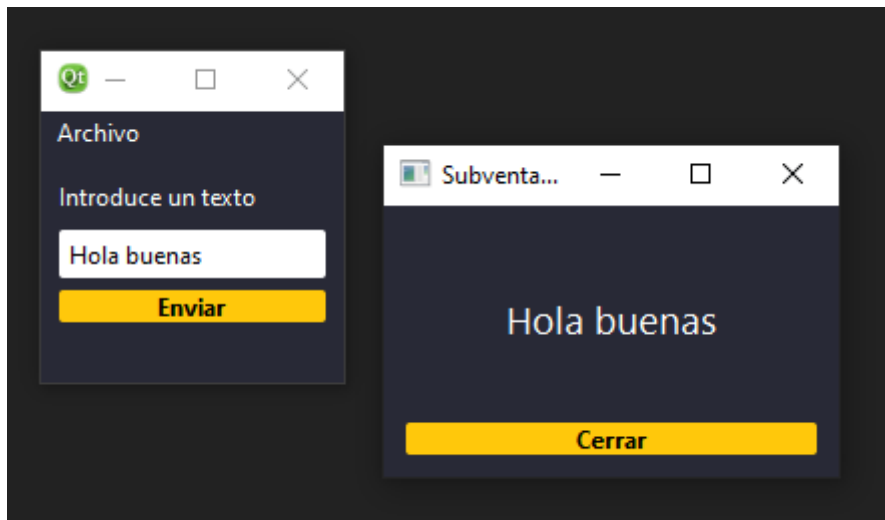 Qt
Archivo
Introduce un texto
Hola buenas
Enviar
Subventa...
Hola buenas
Cerrar